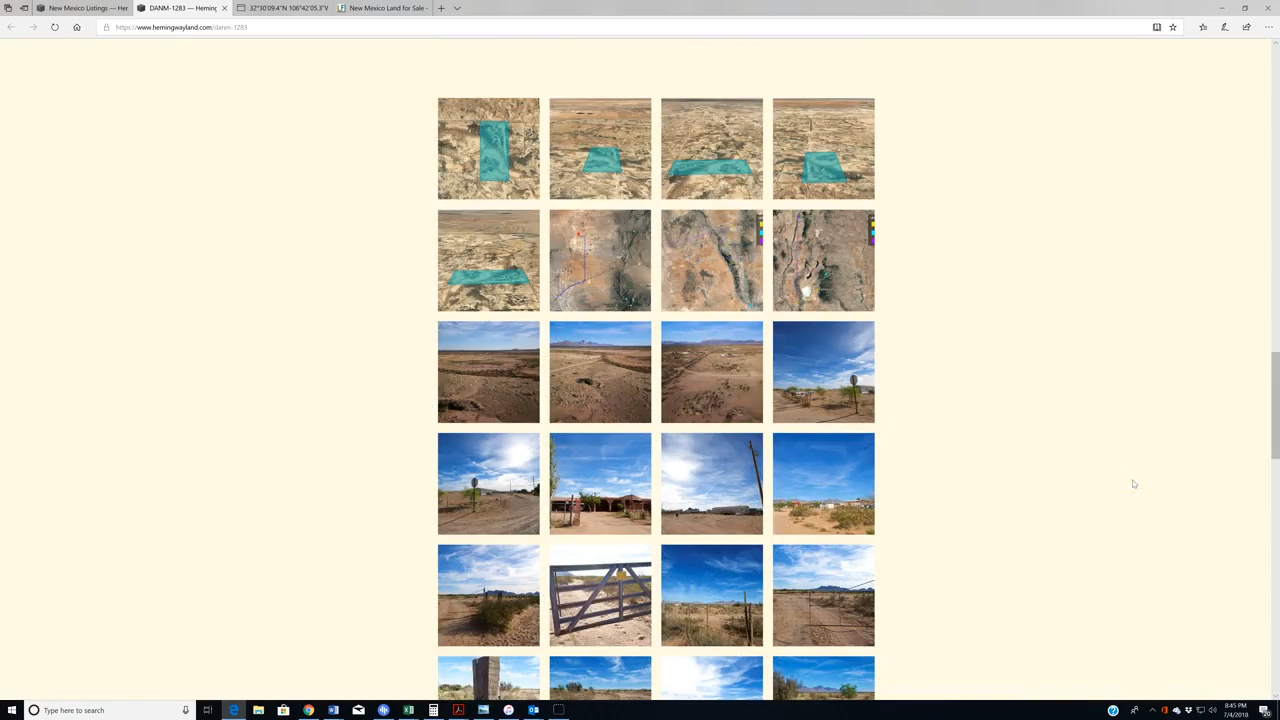 New Mexico Listings — Her
DANM-1283 — Heming
32°30'09.4"N 106°42'05.3"V
New Mexico Land for Sale -
https://www.hemingwayland.com/danm-1283
Type here to search
8:45 PM
7/4/2018
20